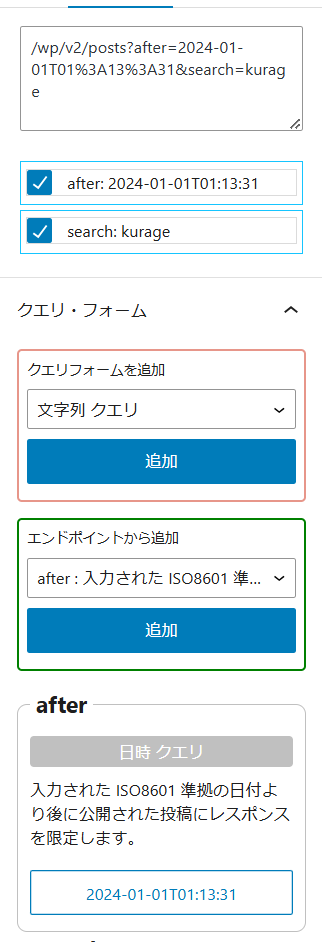 /wp/v2/posts?after=2024-01-
01T01%3A13%3A31&search=kurag
e
after: 2024-01-01T01:13:31
search: kurage
クエリ・フォーム
クエリフォームを追加
文字列 クエリ
追加
エンドポイントから追加
after : 入力された ISO8601 準...
追加
after
日時 クエリ
入力された ISO8601 準拠の日付よ
り後に公開された投稿にレスポンス
を限定します。
2024-01-01T01:13:31